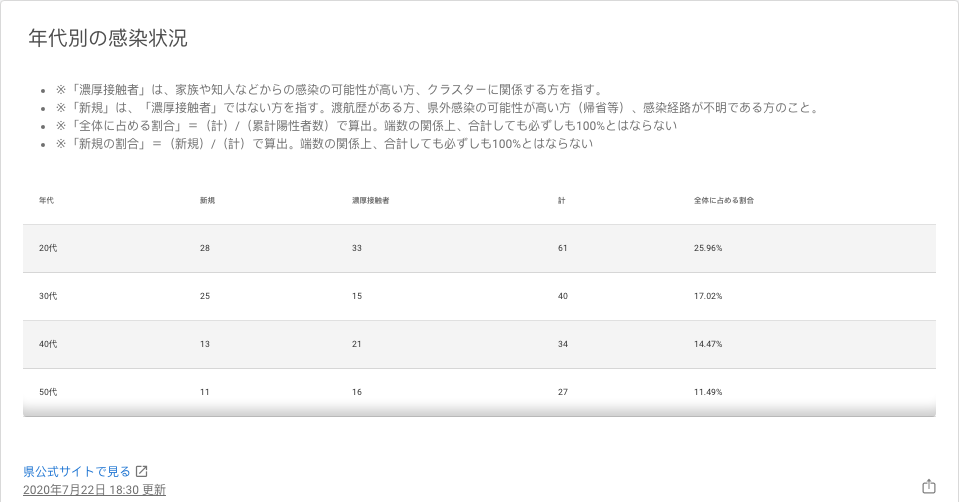 年代別の感染状況
※「濃厚接触者」は、家族や知人などからの感染の可能性が高い方、クラスターに関係する方を指す。
※「新規」は、「濃厚接触者」ではない方を指す。渡航歴がある方、県外感染の可能性が高い方（帰省等）、感染経路が不明である方のこと。
※「全体に占める割合」＝（計）/（累計陽性者数）で算出。端数の関係上、合計しても必ずしも100%とはならない
※「新規の割合」＝（新規）/（計）で算出。端数の関係上、合計しても必ずしも100%とはならない
年代 新規 濃厚接触者 計 全体に占める割合
20代 28 33 61 25.96%
30代 25 15 40 17.02%
40代 13 21 34 14.47%
50代 11 16 27 11.49%
県公式サイトで見る
2020年7月22日 18:30 更新